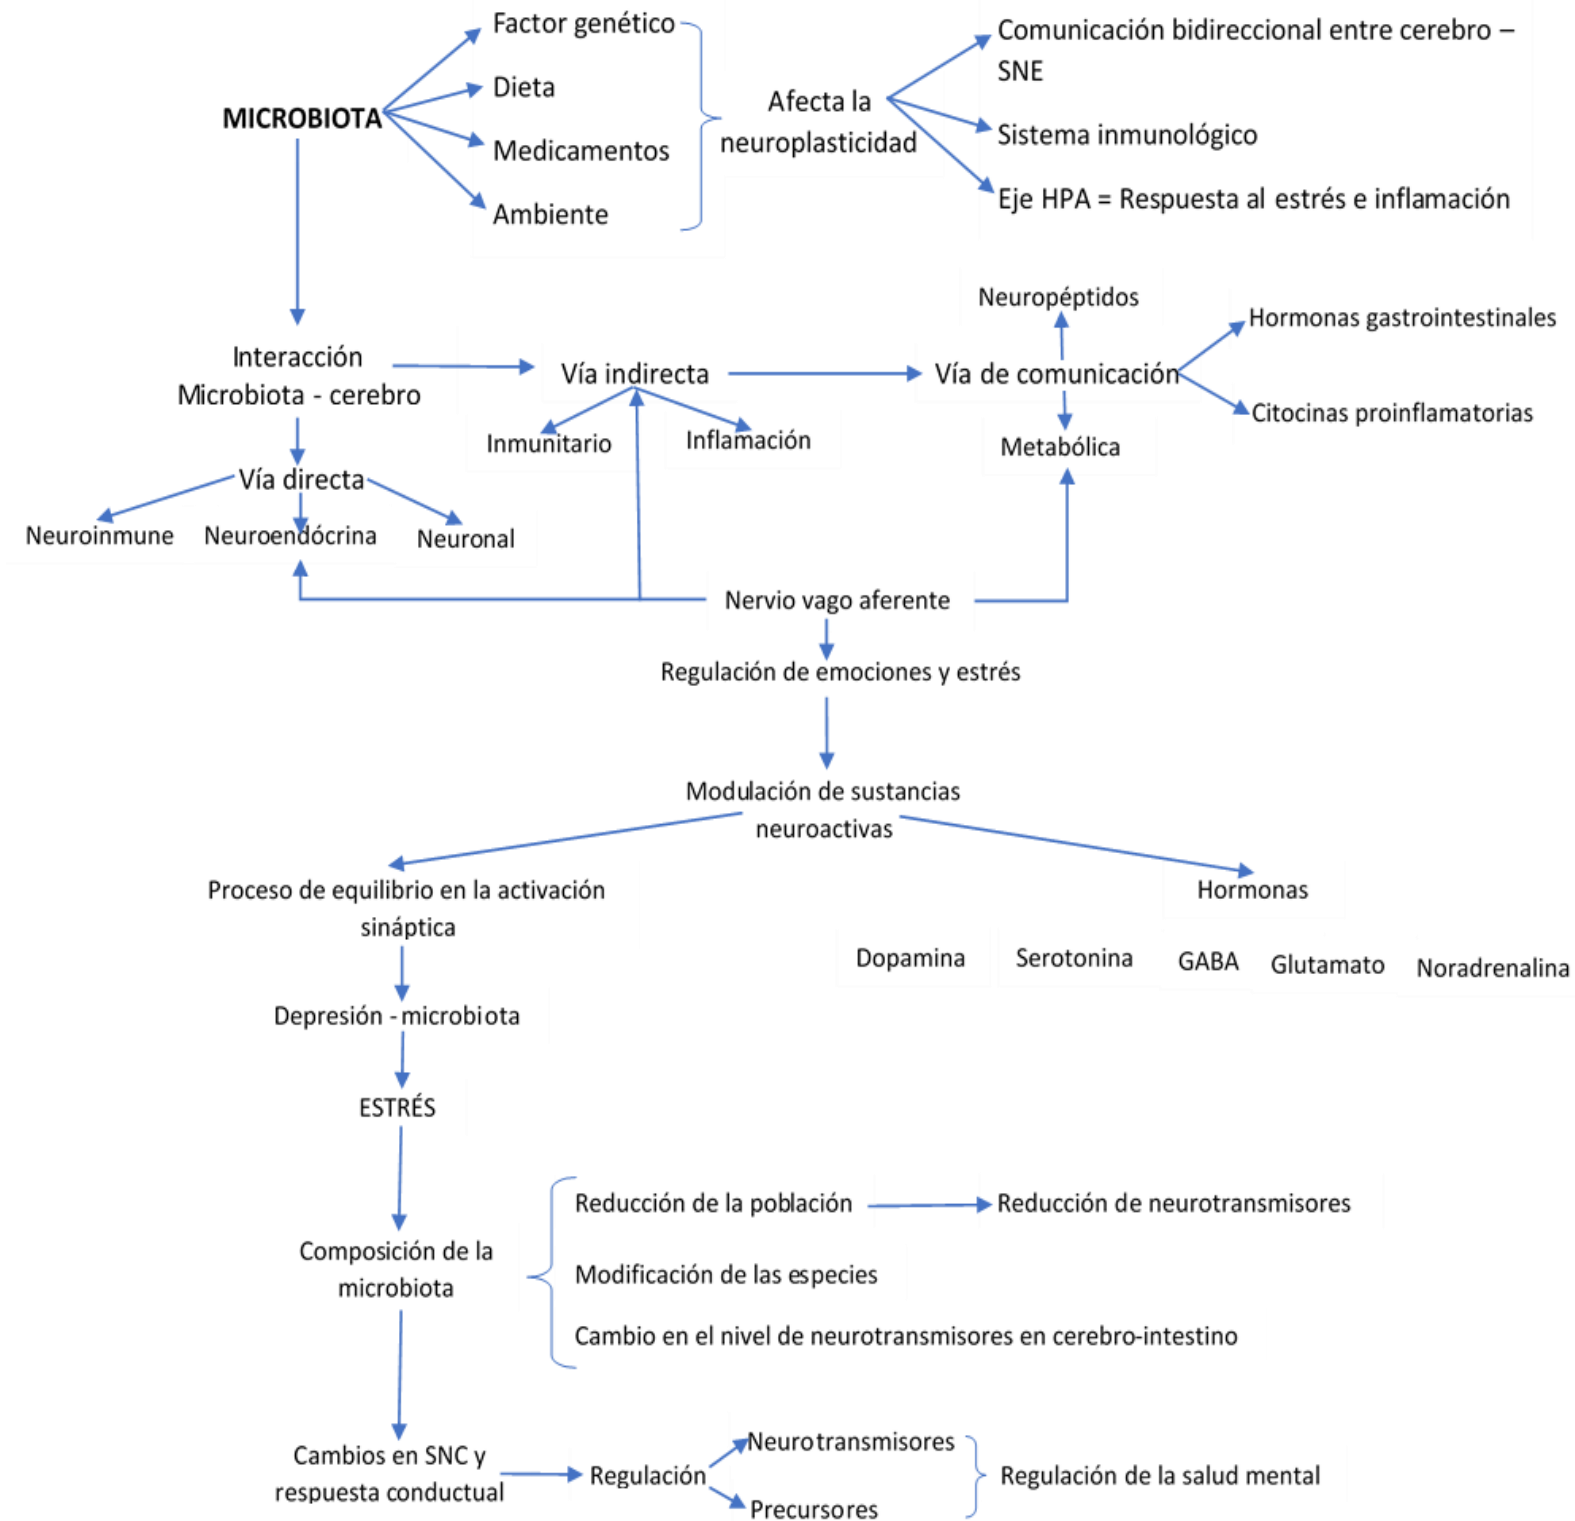 Factor genético
Dieta
MICROBIOTA
Medicamentos
Ambiente
Afecta la
neuroplasticidad
Comunicación bidireccional entre cerebro –
SNE
Sistema inmunológico
Eje HPA = Respuesta al estrés e inflamación
Interacción
Microbiota - cerebro
Vía indirecta
Inmunitario
Inflamación
Neuropéptidos
Vía de comunicación
Metabólica
Hormonas gastrointestinales
Citocinas proinflamatorias
Vía directa
Neuroinmune
Neuroendócrina
Neuronal
Nervio vago aferente
Regulación de emociones y estrés
Modulación de sustancias
neuroactivas
Proceso de equilibrio en la activación
sináptica
Hormonas
Dopamina
Serotonina
GABA
Glutamato
Noradrenalina
Depresión - microbiota
ESTRÉS
Composición de la
microbiota
Reducción de la población
Reducción de neurotransmisores
Modificación de las especies
Cambio en el nivel de neurotransmisores en cerebro-intestino
Cambios en SNC y
respuesta conductual
Regulación
Neurotransmisores
Precursores
Regulación de la salud mental